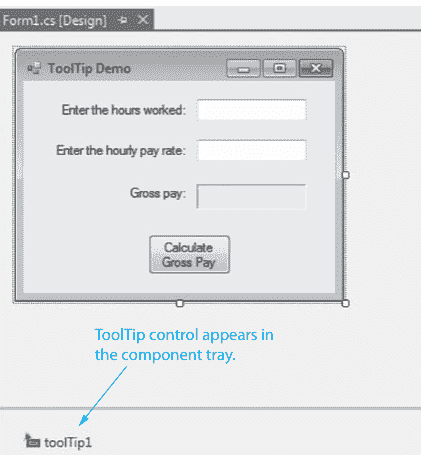 Form1.cs [Design]
ToolTip Demo
Enter the hours worked:
Enter the hourly pay rate:
Gross pay:
Calculate
Gross Pay
ToolTip control appears in
the component tray.
toolTip1